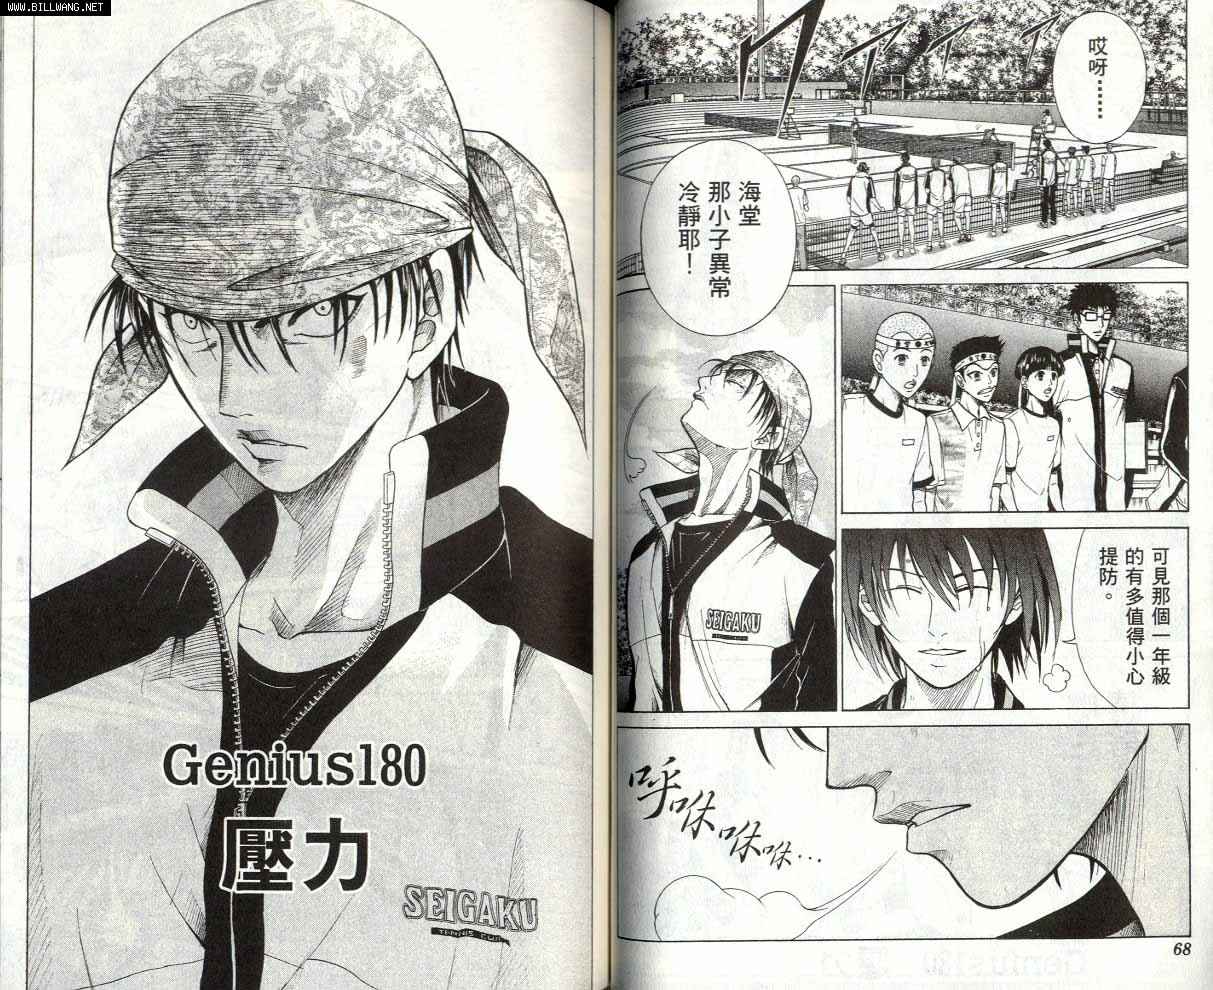 WWW.BILLWANG.NET
哎呀……
海堂
那小子異常
冷靜耶！
SEIGAKU
可見那個一年級
的有多值得小心
提防。
呼咻咻咻…
68
Genius180
壓力
SEIGAKU